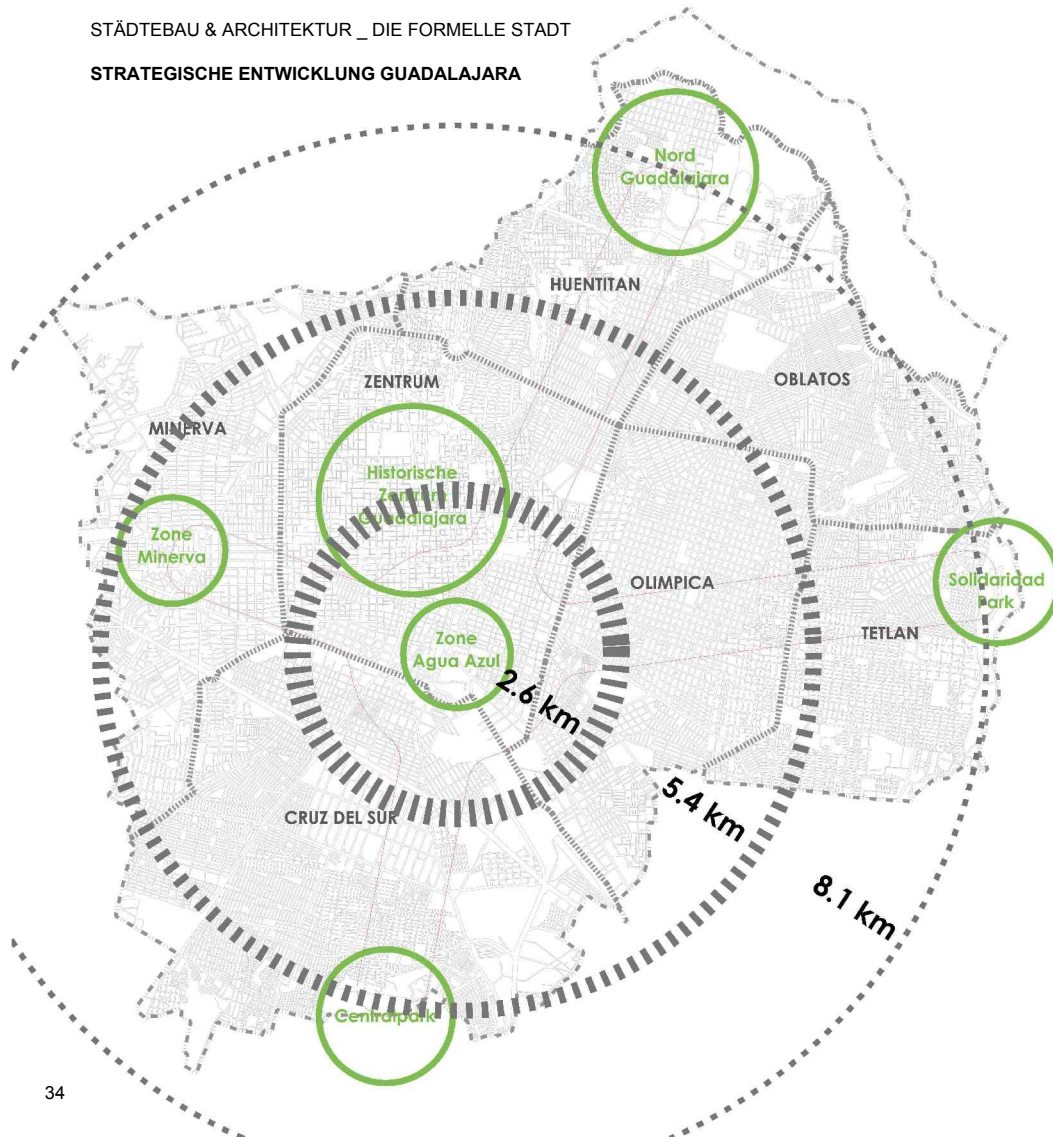 STÄDTEBAU & ARCHITEKTUR _ DIE FORMELLE STADT
STRATEGISCHE ENTWICKLUNG GUADALAJARA
Nord
Guadalajara
HUENTITAN
OBLATOS
ZENTRUM
MINERVA
Historische
Zentrum
Guadalajara
Zone
Minerva
OLIMPICA
Solidaridad
Park
TETLAN
Zone
Agua Azul
2.6 km
5.4 km
CRUZ DEL SUR
8.1 km
Centralpark
34